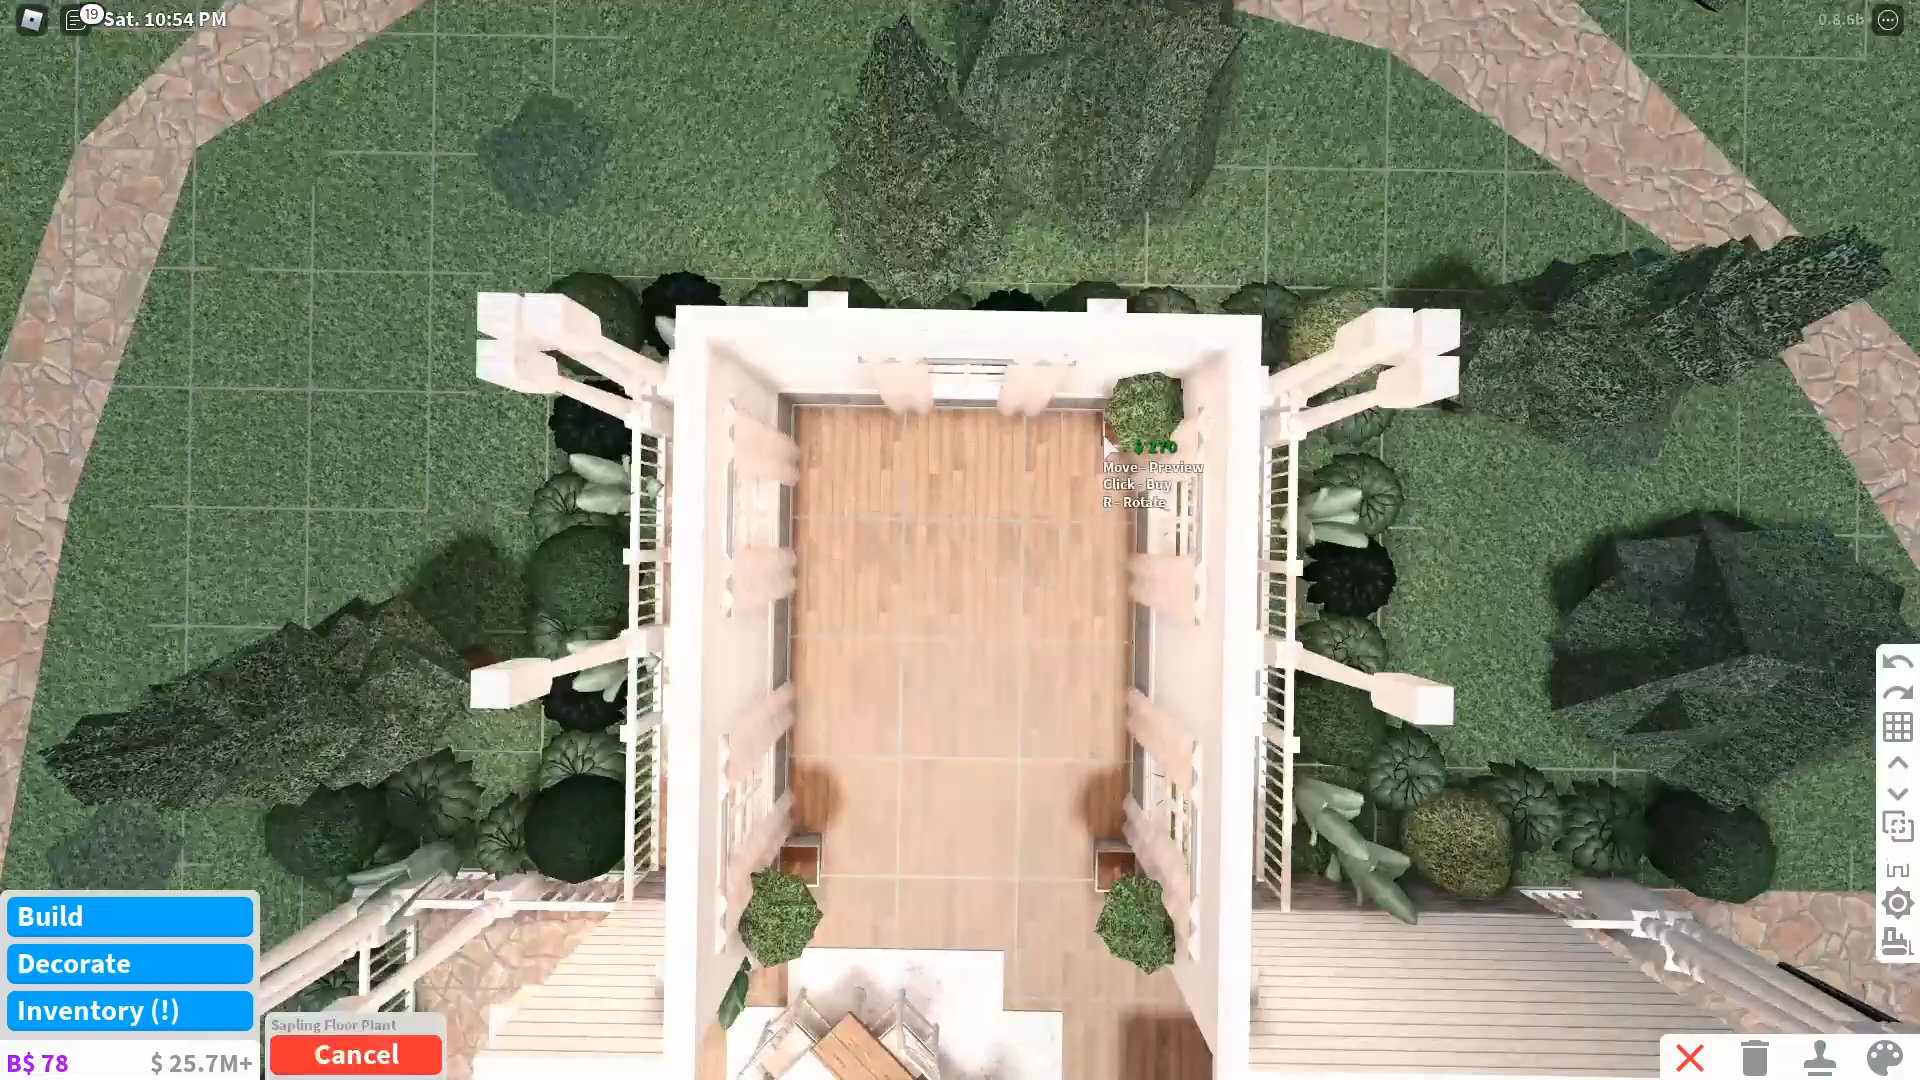 19
Sat. 10:54 PM
0.8.6b
- $ 270
Move - Preview
Click - Buy
R - Rotate
Build
Decorate
Inventory (!)
B$ 78
$ 25.7M+
Sapling Floor Plant
Cancel